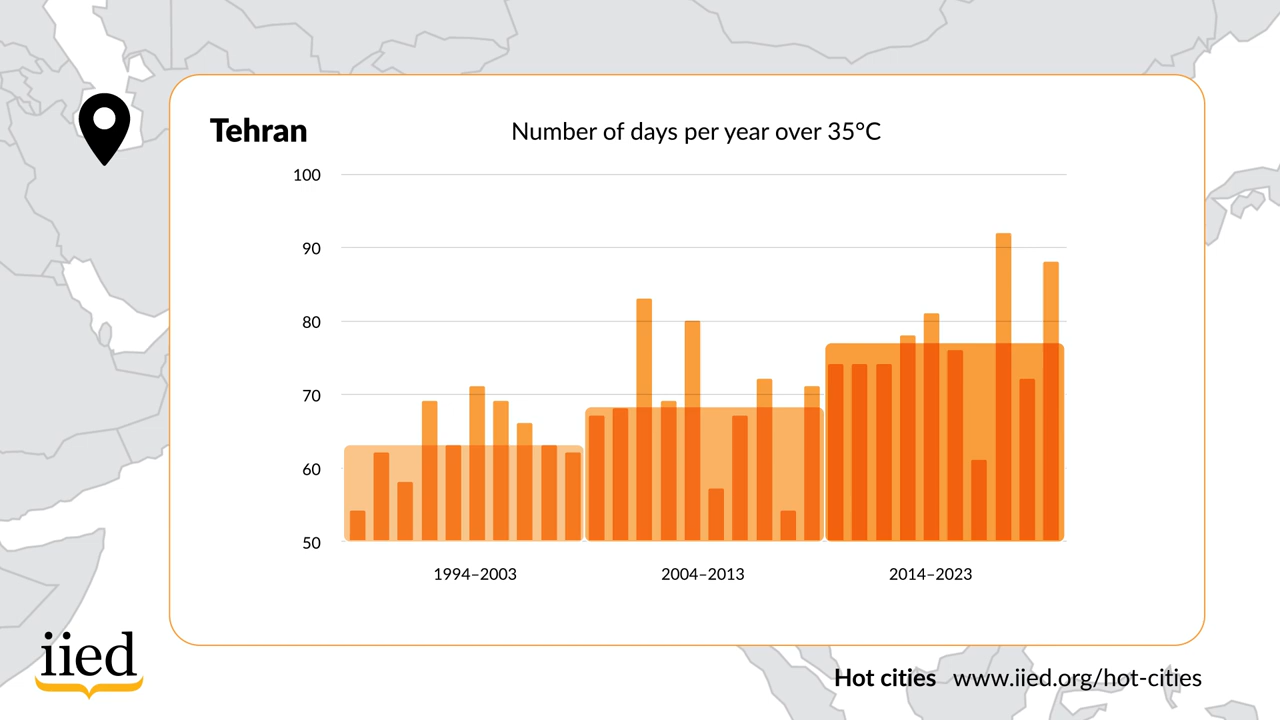 Tehran
Number of days per year over 35°C
100
90
80
70
60
50
1994–2003
2004–2013
2014–2023
iied
Hot cities www.iied.org/hot-cities